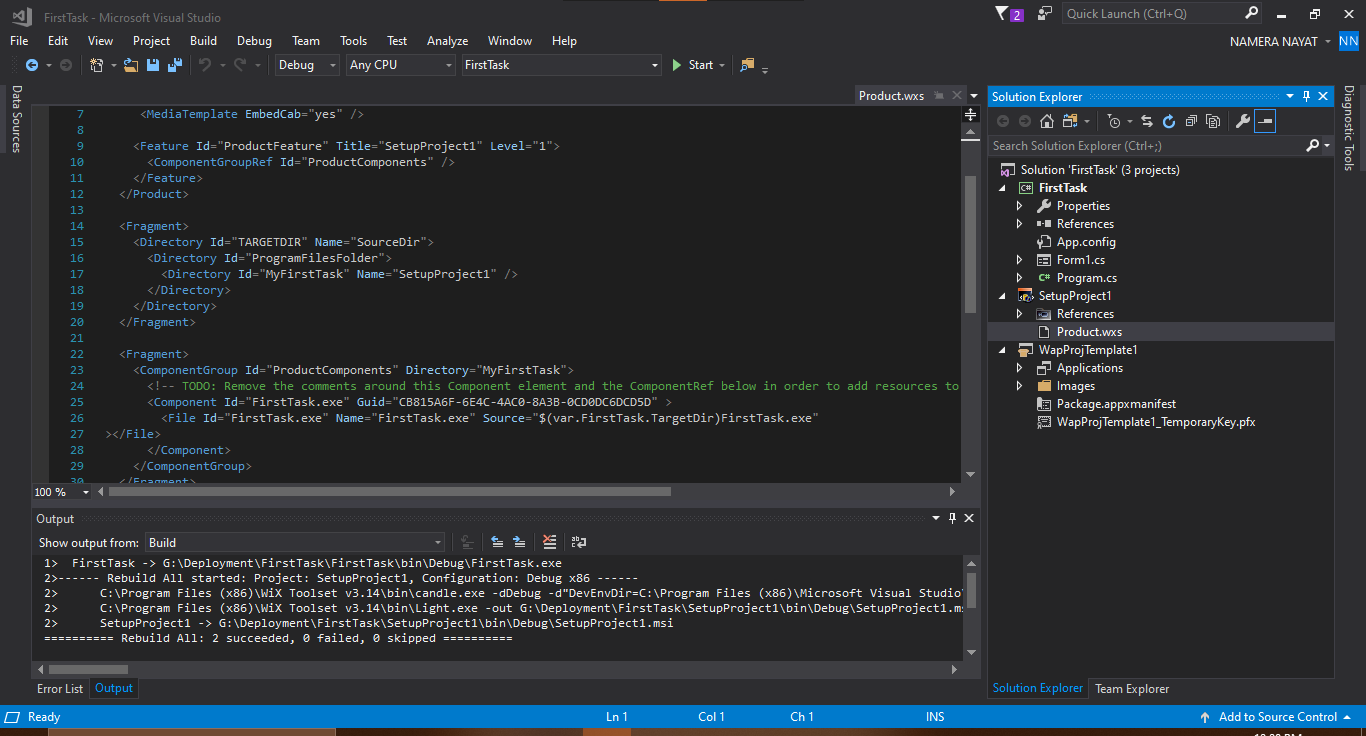 FirstTask - Microsoft Visual Studio
2
Quick Launch (Ctrl+Q)
File Edit View Project Build Debug Team Tools Test Analyze Window Help
NAMERA NAYAT NN
Debug Any CPU FirstTask Start
Data Sources
Product.wxs
7 <MediaTemplate EmbedCab="yes" />
8
9 <Feature Id="ProductFeature" Title="SetupProject1" Level="1">
10 <ComponentGroupRef Id="ProductComponents" />
11 </Feature>
12 </Product>
13
14 <Fragment>
15 <Directory Id="TARGETDIR" Name="SourceDir">
16 <Directory Id="ProgramFilesFolder">
17 <Directory Id="MyFirstTask" Name="SetupProject1" />
18 </Directory>
19 </Directory>
20 </Fragment>
21
22 <Fragment>
23 <ComponentGroup Id="ProductComponents" Directory="MyFirstTask">
24 <!-- TODO: Remove the comments around this Component element and the ComponentRef below in order to add resources to
25 <Component Id="FirstTask.exe" Guid="CB815A6F-6E4C-4AC0-8A3B-0CD0DC6DCD5D" >
26 <File Id="FirstTask.exe" Name="FirstTask.exe" Source="$(var.FirstTask.TargetDir)FirstTask.exe"
27 ></File>
28 </Component>
29 </ComponentGroup>
30 </Fragment>
100 %
Output
Show output from: Build
1> FirstTask -> G:\Deployment\FirstTask\FirstTask\bin\Debug\FirstTask.exe
2>------ Rebuild All started: Project: SetupProject1, Configuration: Debug x86 ------
2> C:\Program Files (x86)\WiX Toolset v3.14\bin\candle.exe -dDebug -d"DevEnvDir=C:\Program Files (x86)\Microsoft Visual Studio\
2> C:\Program Files (x86)\WiX Toolset v3.14\bin\Light.exe -out G:\Deployment\FirstTask\SetupProject1\bin\Debug\SetupProject1.ms
2> SetupProject1 -> G:\Deployment\FirstTask\SetupProject1\bin\Debug\SetupProject1.msi
========== Rebuild All: 2 succeeded, 0 failed, 0 skipped ==========
Error List Output
Solution Explorer
Search Solution Explorer (Ctrl+;)
Solution 'FirstTask' (3 projects)
C# FirstTask
Properties
References
App.config
Form1.cs
C# Program.cs
SetupProject1
References
Product.wxs
WapProjTemplate1
Applications
Images
Package.appxmanifest
WapProjTemplate1_TemporaryKey.pfx
Solution Explorer Team Explorer
Diagnostic Tools
Ready Ln 1 Col 1 Ch 1 INS Add to Source Control